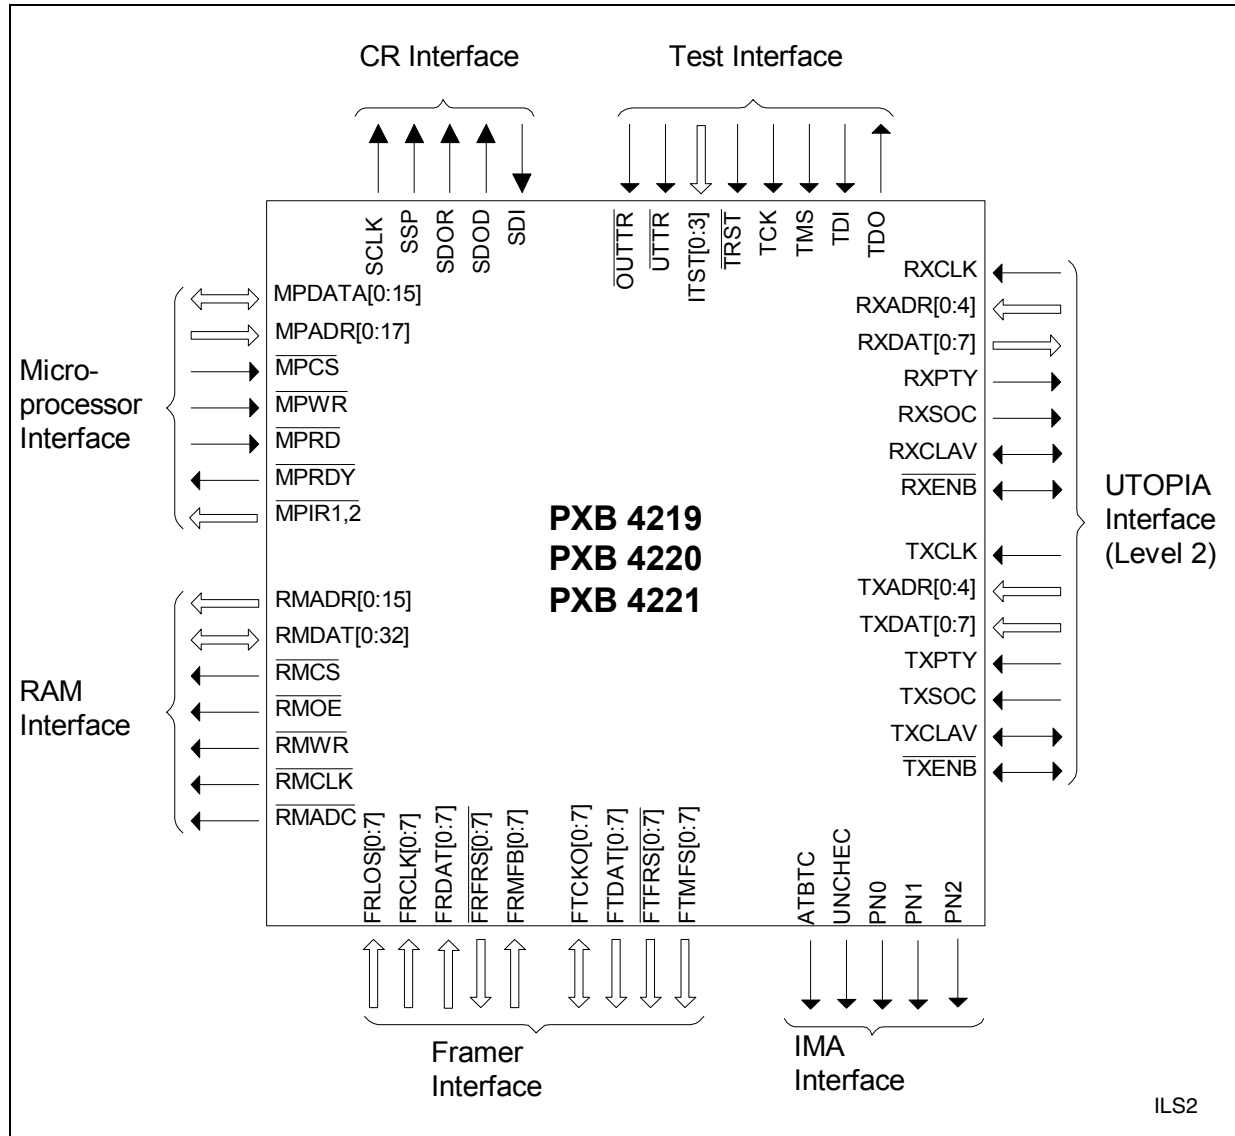 CR Interface
Test Interface
SCLK
SSP
SDOR
SDOD
SDI
OUTTR
UTTR
ITST[0:3]
TRST
TCK
TMS
TDI
TDO
Micro-
processor
Interface
MPDATA[0:15]
MPADR[0:17]
MPCS
MPWR
MPRD
MPRDY
MPIR1,2
RAM
Interface
RMADR[0:15]
RMDAT[0:32]
RMCS
RMOE
RMWR
RMCLK
RMADC
PXB 4219
PXB 4220
PXB 4221
RXCLK
RXADR[0:4]
RXDAT[0:7]
RXPTY
RXSOC
RXCLAV
RXENB
TXCLK
TXADR[0:4]
TXDAT[0:7]
TXPTY
TXSOC
TXCLAV
TXENB
UTOPIA
Interface
(Level 2)
FRLOS[0:7]
FRCLK[0:7]
FRDAT[0:7]
FRFRS[0:7]
FRMFB[0:7]
FTCKO[0:7]
FTDAT[0:7]
FTFRS[0:7]
FTMFS[0:7]
ATBTC
UNCHEC
PN0
PN1
PN2
Framer
Interface
IMA
Interface
ILS2